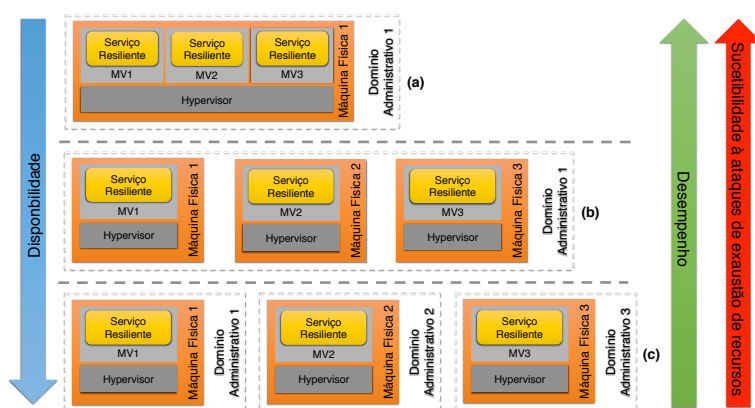 Disponbilidade
Serviço
Resiliente
MV1
Serviço
Resiliente
MV2
Serviço
Resiliente
MV3
Hypervisor
Máquina Física 1
Domínio
Administrativo 1
(a)
Serviço
Resiliente
MV1
Hypervisor
Máquina Física 1
Serviço
Resiliente
MV2
Hypervisor
Máquina Física 2
Serviço
Resiliente
MV3
Hypervisor
Máquina Física 3
Domínio
Administrativo 1
(b)
Serviço
Resiliente
MV1
Hypervisor
Máquina Física 1
Domínio
Administrativo 1
Serviço
Resiliente
MV2
Hypervisor
Máquina Física 2
Domínio
Administrativo 2
Serviço
Resiliente
MV3
Hypervisor
Máquina Física 3
Domínio
Administrativo 3
(c)
Desempenho
Sucetibilidade à ataques de exaustão de recursos